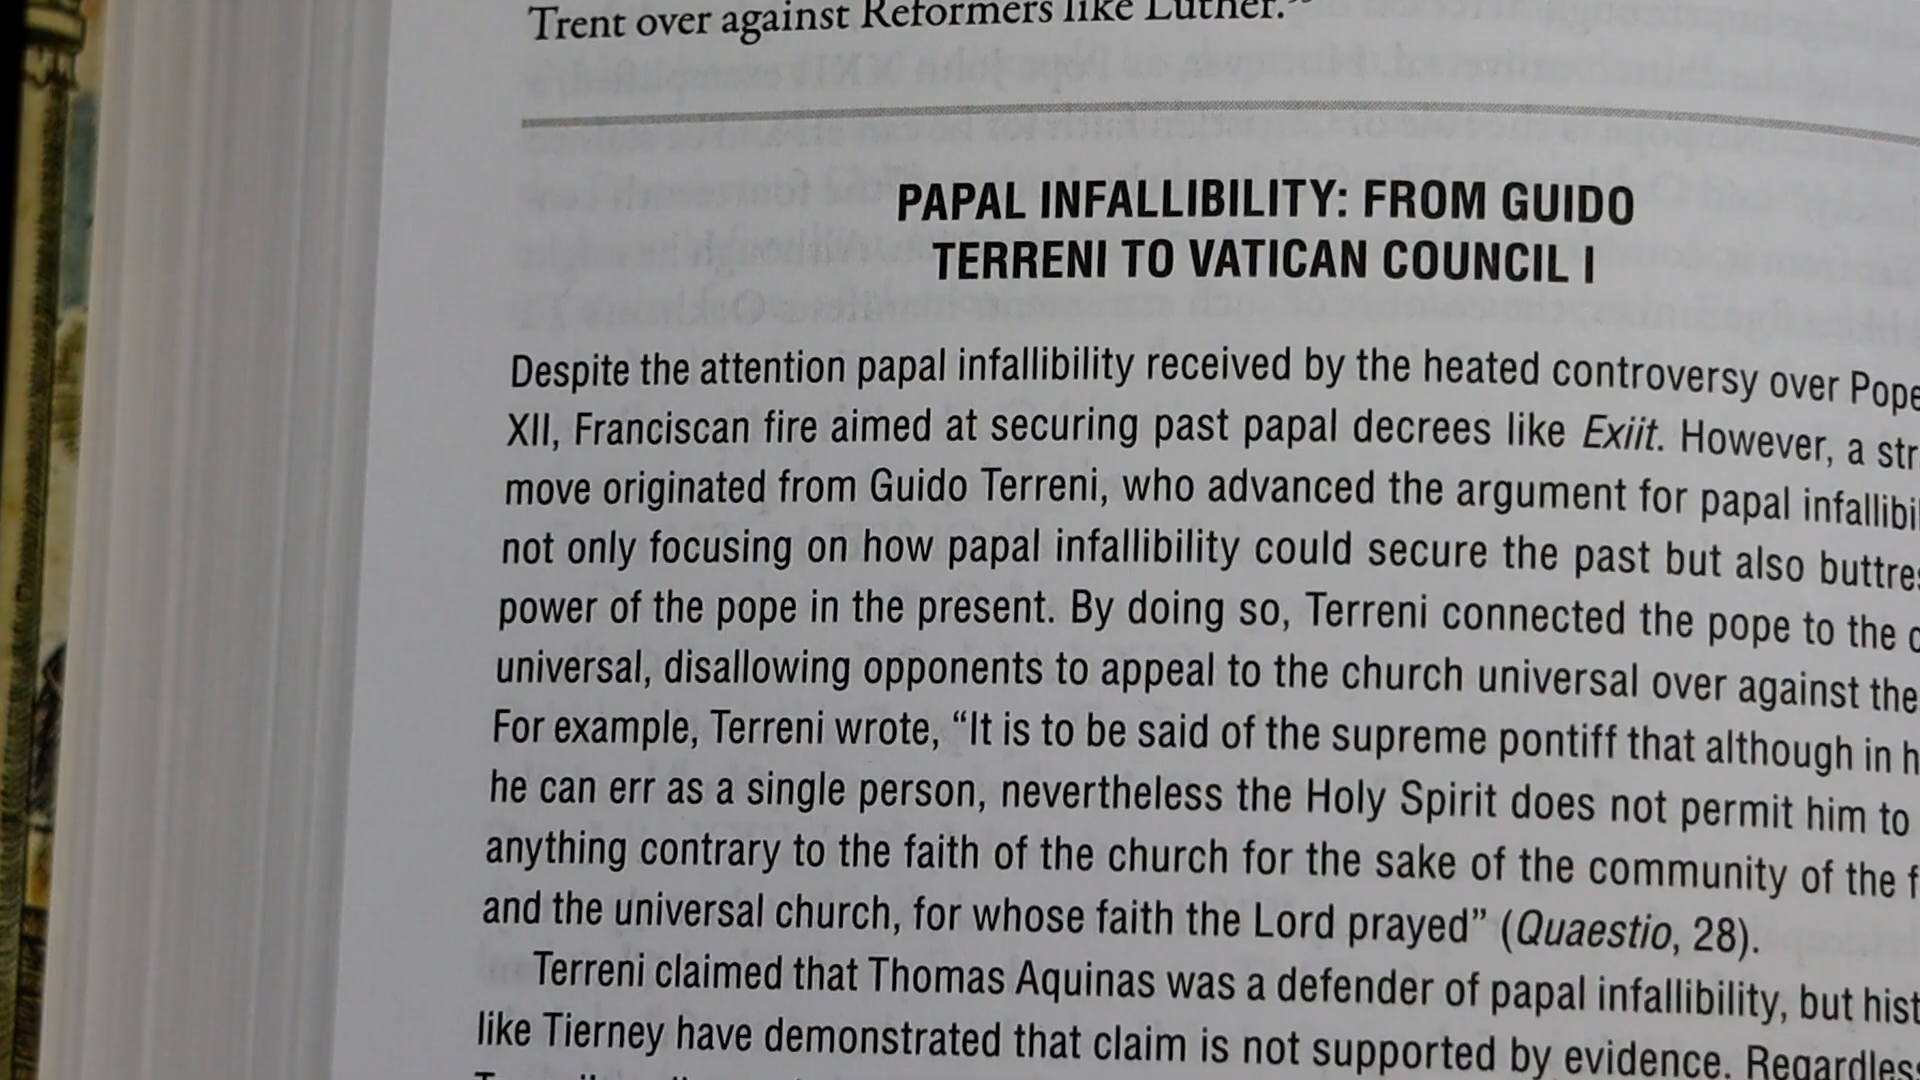 Trent over against Reformers like Luther.
PAPAL INFALLIBILITY: FROM GUIDO
TERRENI TO VATICAN COUNCIL I
Despite the attention papal infallibility received by the heated controversy over Pope
XII, Franciscan fire aimed at securing past papal decrees like Exiit. However, a str
move originated from Guido Terreni, who advanced the argument for papal infallibil
not only focusing on how papal infallibility could secure the past but also buttres
power of the pope in the present. By doing so, Terreni connected the pope to the c
universal, disallowing opponents to appeal to the church universal over against the
For example, Terreni wrote, “It is to be said of the supreme pontiff that although in h
he can err as a single person, nevertheless the Holy Spirit does not permit him to
anything contrary to the faith of the church for the sake of the community of the f
and the universal church, for whose faith the Lord prayed” (Quaestio, 28).
Terreni claimed that Thomas Aquinas was a defender of papal infallibility, but hist
like Tierney have demonstrated that claim is not supported by evidence. Regardless